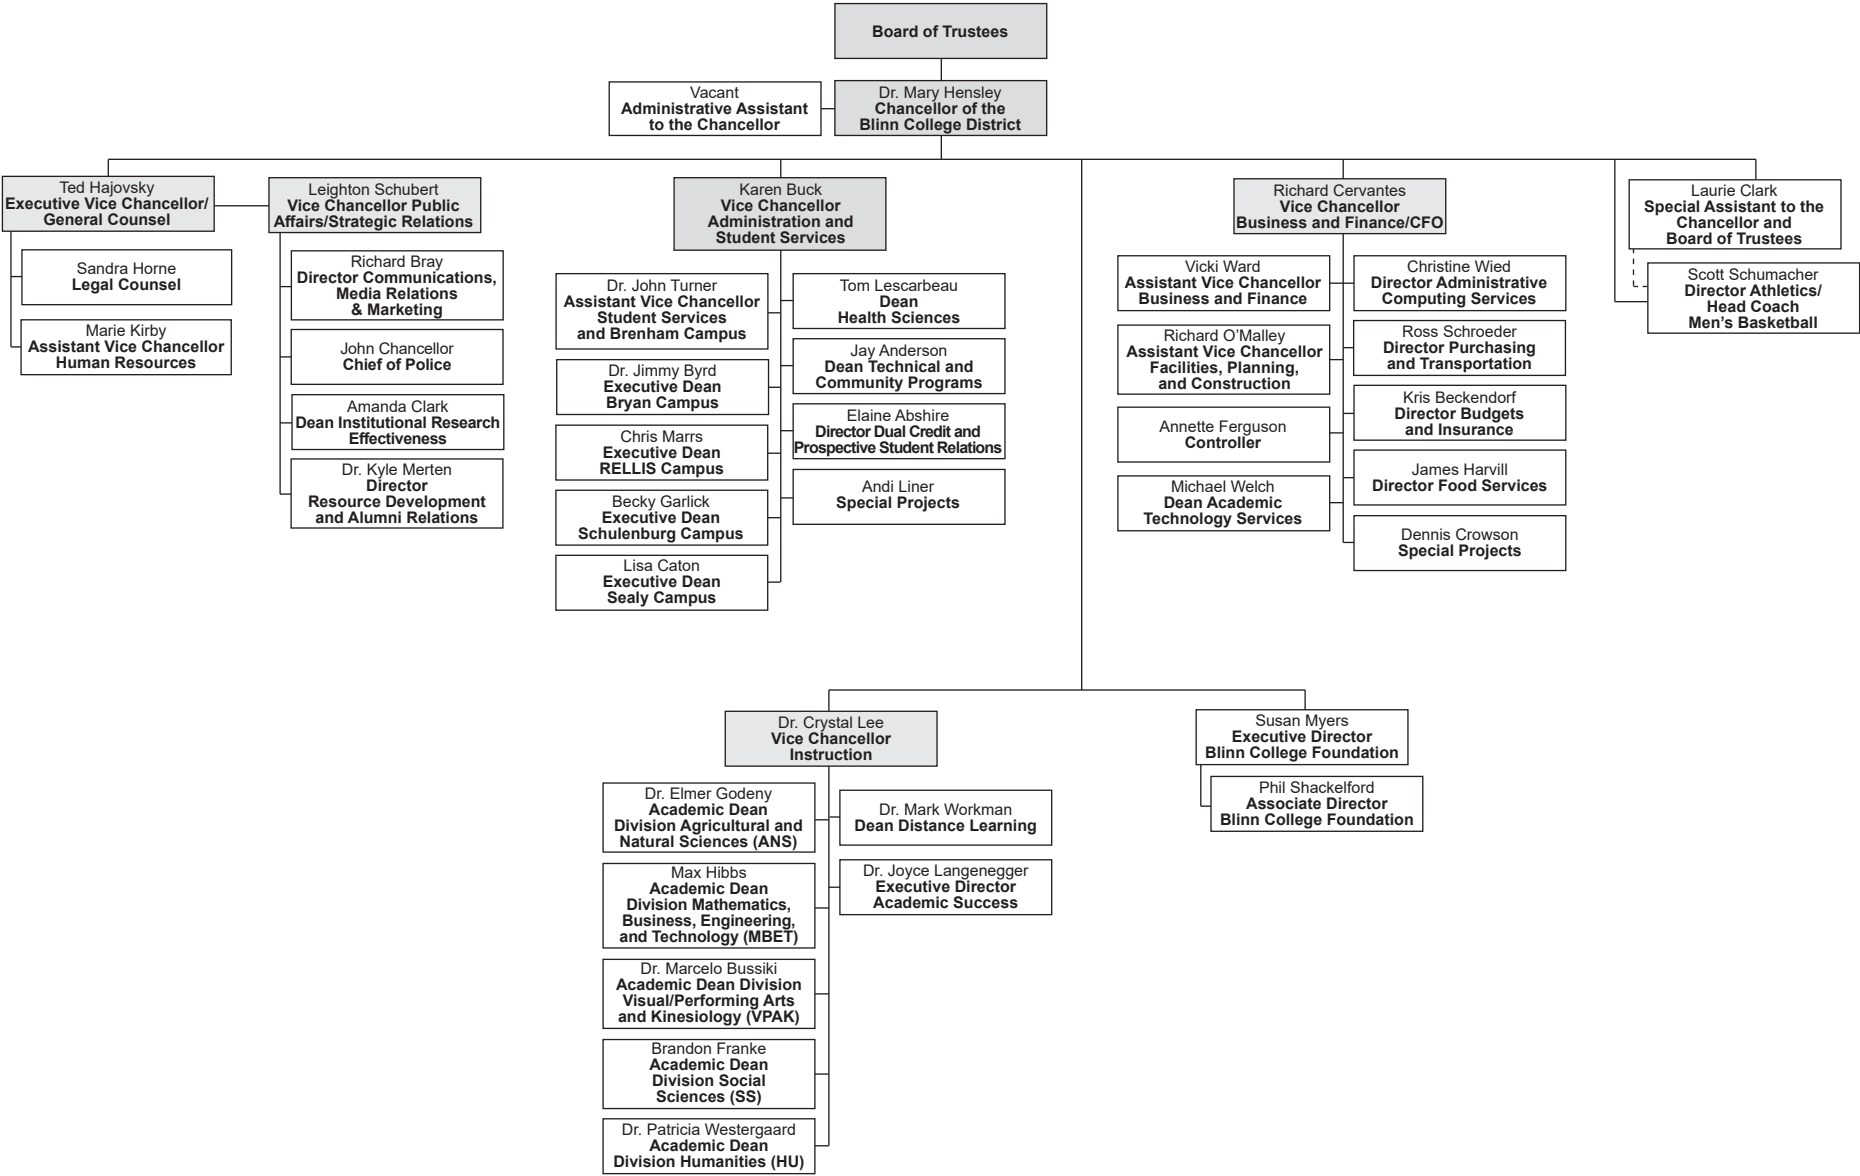 Board of Trustees
Vacant
Administrative Assistant
to the Chancellor
Dr. Mary Hensley
Chancellor of the
Blinn College District
Ted Hajovsky
Executive Vice Chancellor/
General Counsel
Sandra Horne
Legal Counsel
Marie Kirby
Assistant Vice Chancellor
Human Resources
Leighton Schubert
Vice Chancellor Public
Affairs/Strategic Relations
Richard Bray
Director Communications,
Media Relations
& Marketing
John Chancellor
Chief of Police
Amanda Clark
Dean Institutional Research
Effectiveness
Dr. Kyle Merten
Director
Resource Development
and Alumni Relations
Karen Buck
Vice Chancellor
Administration and
Student Services
Dr. John Turner
Assistant Vice Chancellor
Student Services
and Brenham Campus
Dr. Jimmy Byrd
Executive Dean
Bryan Campus
Chris Marrs
Executive Dean
RELLIS Campus
Becky Garlick
Executive Dean
Schulenburg Campus
Lisa Caton
Executive Dean
Sealy Campus
Tom Lescarbeau
Dean
Health Sciences
Jay Anderson
Dean Technical and
Community Programs
Elaine Abshire
Director Dual Credit and
Prospective Student Relations
Andi Liner
Special Projects
Richard Cervantes
Vice Chancellor
Business and Finance/CFO
Vicki Ward
Assistant Vice Chancellor
Business and Finance
Richard O’Malley
Assistant Vice Chancellor
Facilities, Planning,
and Construction
Annette Ferguson
Controller
Michael Welch
Dean Academic
Technology Services
Christine Wied
Director Administrative
Computing Services
Ross Schroeder
Director Purchasing
and Transportation
Kris Beckendorf
Director Budgets
and Insurance
James Harvill
Director Food Services
Dennis Crowson
Special Projects
Laurie Clark
Special Assistant to the
Chancellor and
Board of Trustees
Scott Schumacher
Director Athletics/
Head Coach
Men’s Basketball
Dr. Crystal Lee
Vice Chancellor
Instruction
Dr. Elmer Godeny
Academic Dean
Division Agricultural and
Natural Sciences (ANS)
Max Hibbs
Academic Dean
Division Mathematics,
Business, Engineering,
and Technology (MBET)
Dr. Marcelo Bussiki
Academic Dean Division
Visual/Performing Arts
and Kinesiology (VPAK)
Brandon Franke
Academic Dean
Division Social
Sciences (SS)
Dr. Patricia Westergaard
Academic Dean
Division Humanities (HU)
Dr. Mark Workman
Dean Distance Learning
Dr. Joyce Langenegger
Executive Director
Academic Success
Susan Myers
Executive Director
Blinn College Foundation
Phil Shackelford
Associate Director
Blinn College Foundation